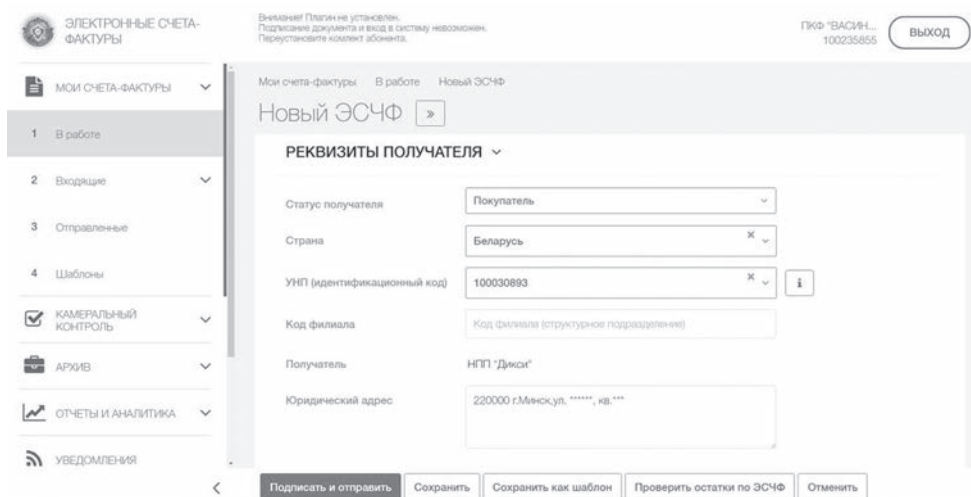 ЭЛЕКТРОННЫЕ СЧЕТА-
ФАКТУРЫ
Внимание! Плагин не установлен.
Подписание документа и вход в систему невозможен.
Переустановите комлект абонента.
ПКФ "ВАСИН...
100235855
ВЫХОД
МОИ СЧЕТА-ФАКТУРЫ
1 В работе
2 Входящие
3 Отправленные
4 Шаблоны
КАМЕРАЛЬНЫЙ
КОНТРОЛЬ
АРХИВ
ОТЧЕТЫ И АНАЛИТИКА
УВЕДОМЛЕНИЯ
Мои счета-фактуры В работе Новый ЭСЧФ
Новый ЭСЧФ »
РЕКВИЗИТЫ ПОЛУЧАТЕЛЯ
Статус получателя Покупатель
Страна Беларусь
УНП (идентификационный код) 100030893 i
Код филиала Код филиала (структурное подразделение)
Получатель НПП "Дикси"
Юридический адрес 220000 г.Минск,ул. ******, кв.***
Подписать и отправить Сохранить Сохранить как шаблон Проверить остатки по ЭСЧФ Отменить